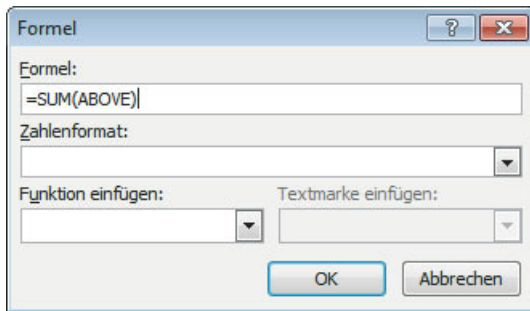 Formel
Formel:
=SUM(ABOVE)
Zahlenformat:
Funktion einfügen: Textmarke einfügen:
OK Abbrechen